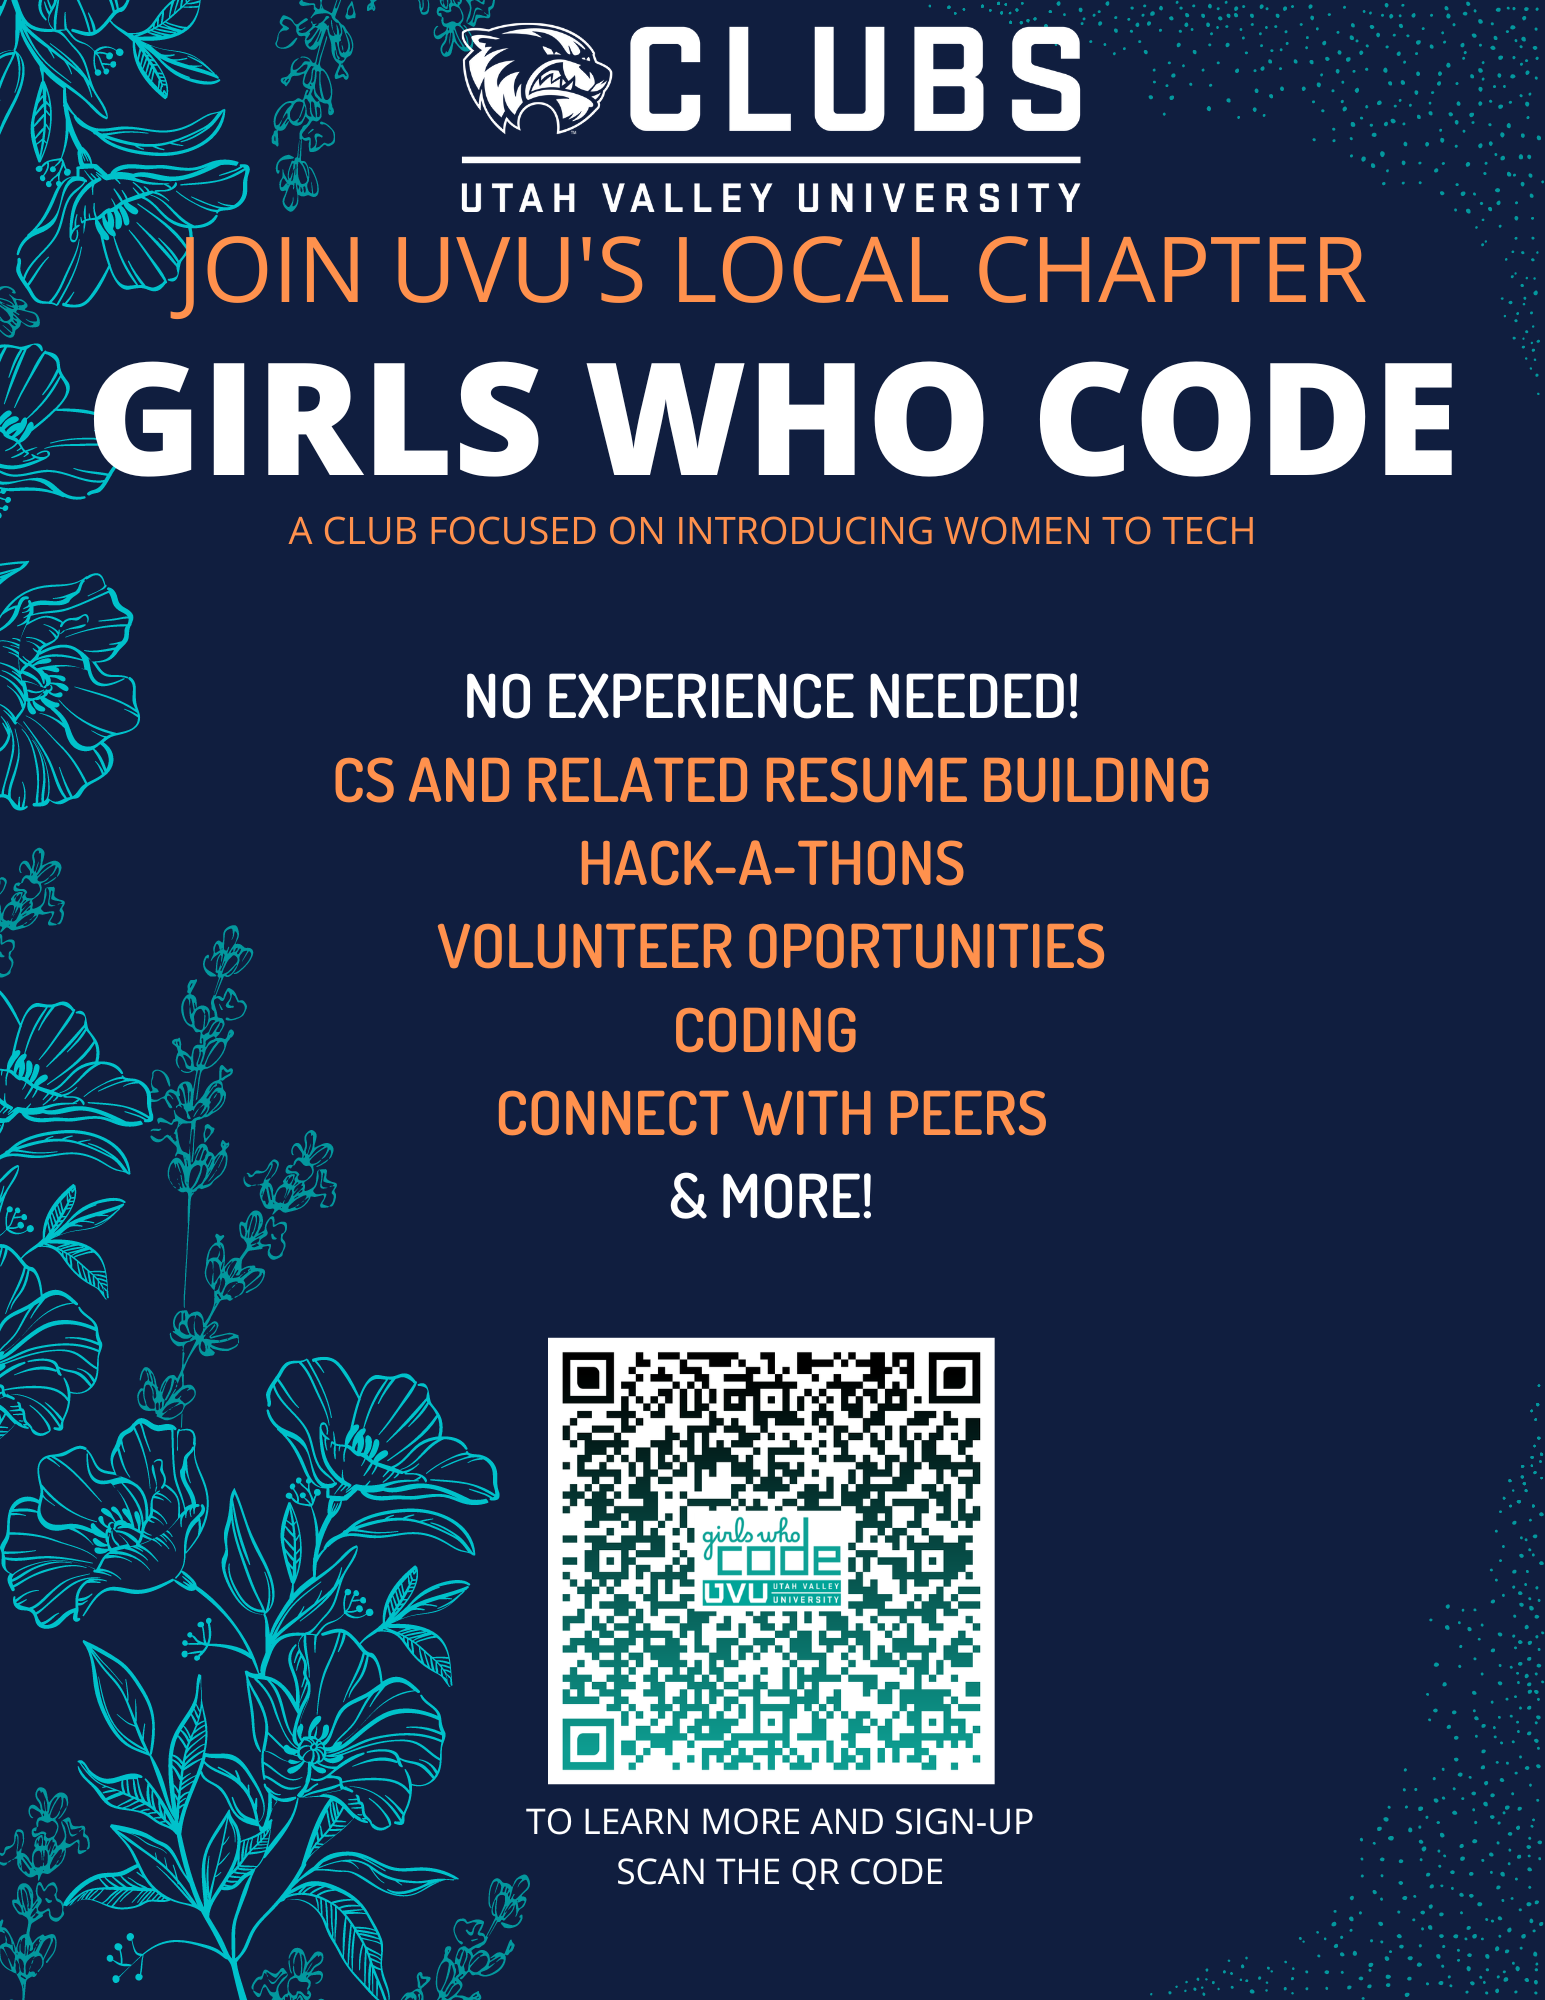 CLUBS
UTAH VALLEY UNIVERSITY
JOIN UVU'S LOCAL CHAPTER
GIRLS WHO CODE
A CLUB FOCUSED ON INTRODUCING WOMEN TO TECH
NO EXPERIENCE NEEDED!
CS AND RELATED RESUME BUILDING
HACK-A-THONS
VOLUNTEER OPORTUNITIES
CODING
CONNECT WITH PEERS
& MORE!
girls who
code
UVU UTAH VALLEY
UNIVERSITY
TO LEARN MORE AND SIGN-UP
SCAN THE QR CODE